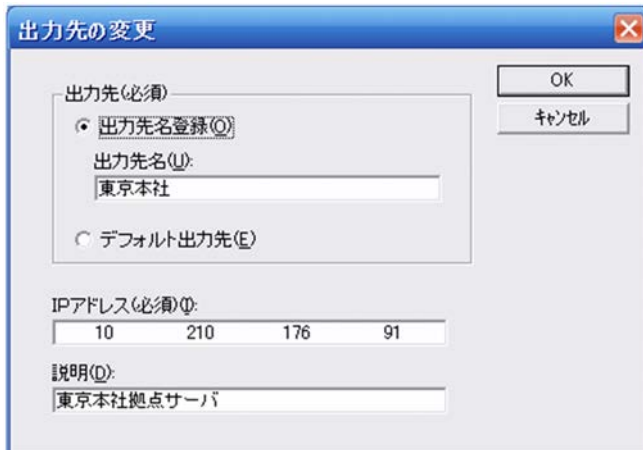 出力先の変更
OK
キャンセル
出力先(必須)
出力先名登録(O)
出力先名(U):
東京本社
デフォルト出力先(E)
IPアドレス(必須)(I):
10 210 176 91
説明(D):
東京本社拠点サーバ